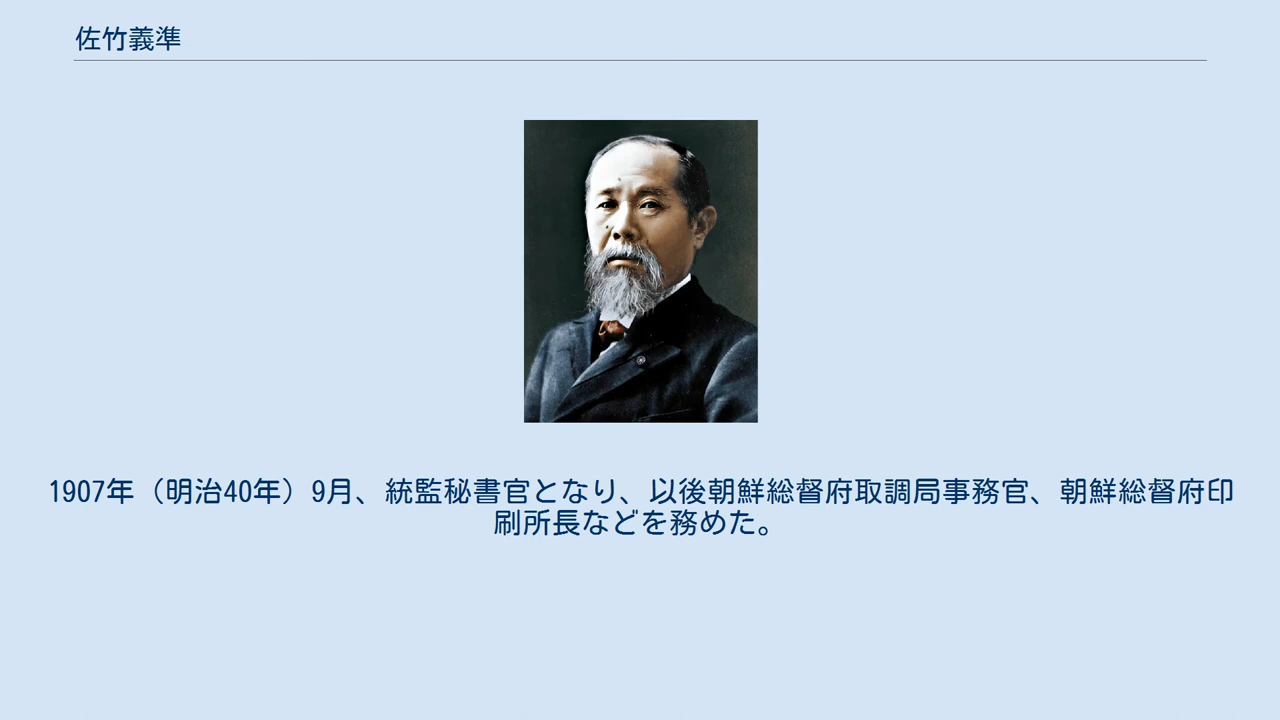 佐竹義準
1907年（明治40年）9月、統監秘書官となり、以後朝鮮総督府取調局事務官、朝鮮総督府印
刷所長などを務めた。